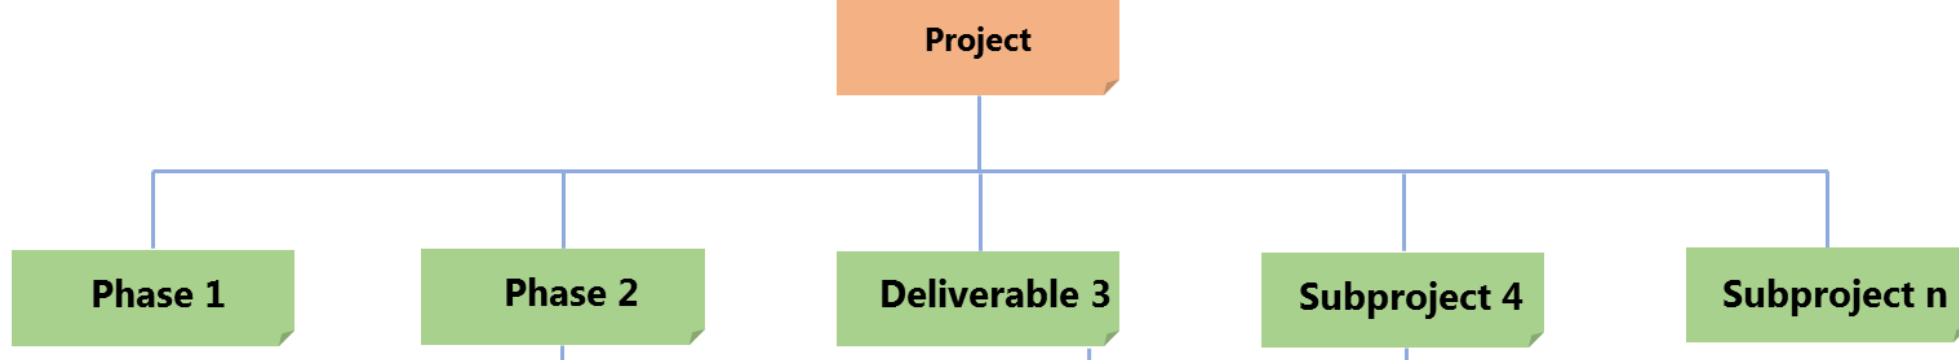 Project
Phase 1
Phase 2
Deliverable 3
Subproject 4
Subproject n